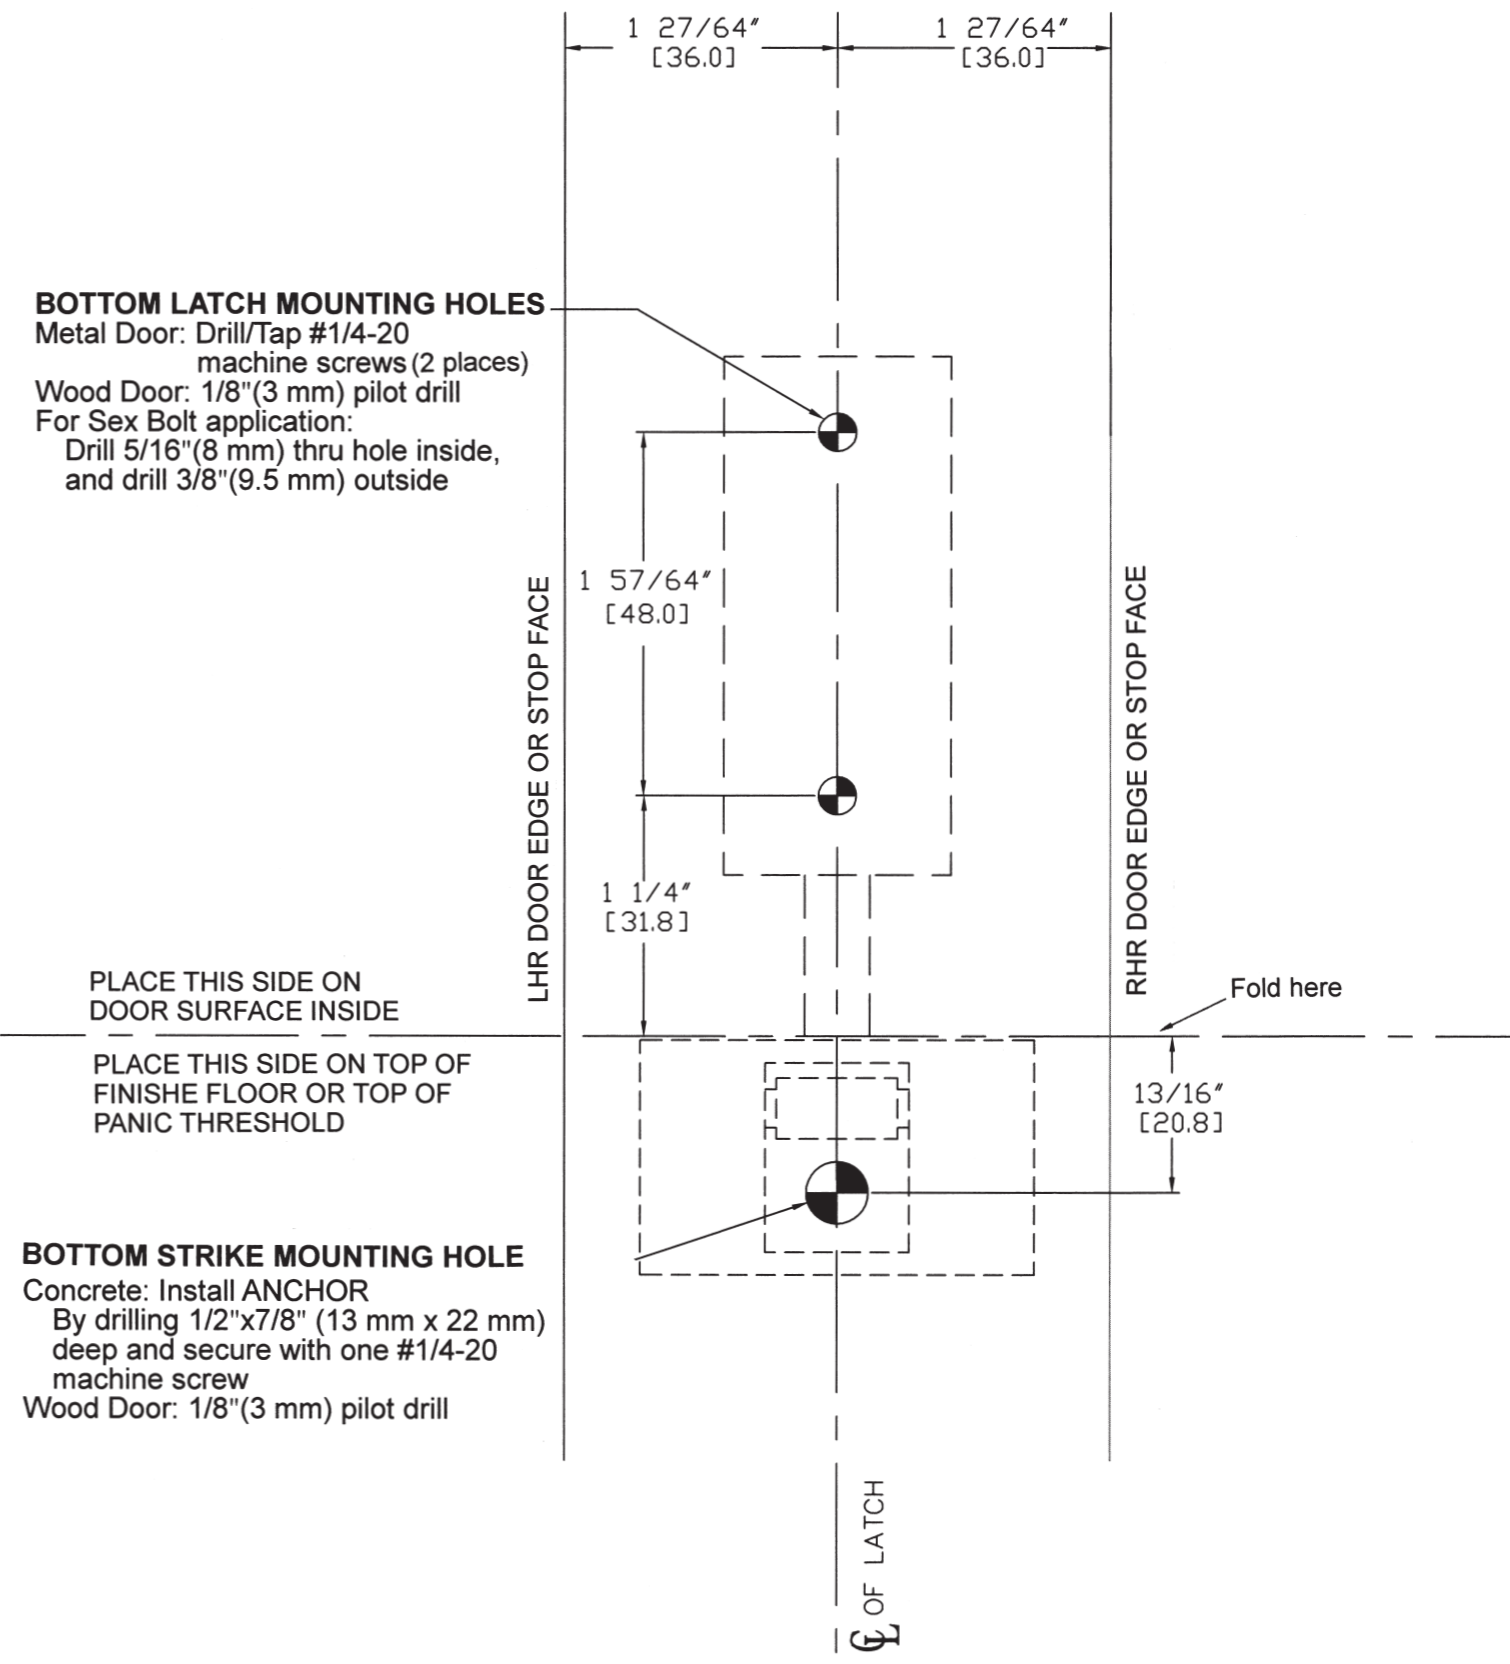 1 27/64" 1 27/64"
[36.0] [36.0]
BOTTOM LATCH MOUNTING HOLES
Metal Door: Drill/Tap #1/4-20
machine screws (2 places)
Wood Door: 1/8"(3 mm) pilot drill
For Sex Bolt application:
Drill 5/16"(8 mm) thru hole inside,
and drill 3/8"(9.5 mm) outside
1 57/64"
[48.0]
LHR DOOR EDGE OR STOP FACE
RHR DOOR EDGE OR STOP FACE
1 1/4"
[31.8]
PLACE THIS SIDE ON
DOOR SURFACE INSIDE
Fold here
PLACE THIS SIDE ON TOP OF
FINISHE FLOOR OR TOP OF
PANIC THRESHOLD
13/16"
[20.8]
BOTTOM STRIKE MOUNTING HOLE
Concrete: Install ANCHOR
By drilling 1/2"x7/8" (13 mm x 22 mm)
deep and secure with one #1/4-20
machine screw
Wood Door: 1/8"(3 mm) pilot drill
CL OF LATCH